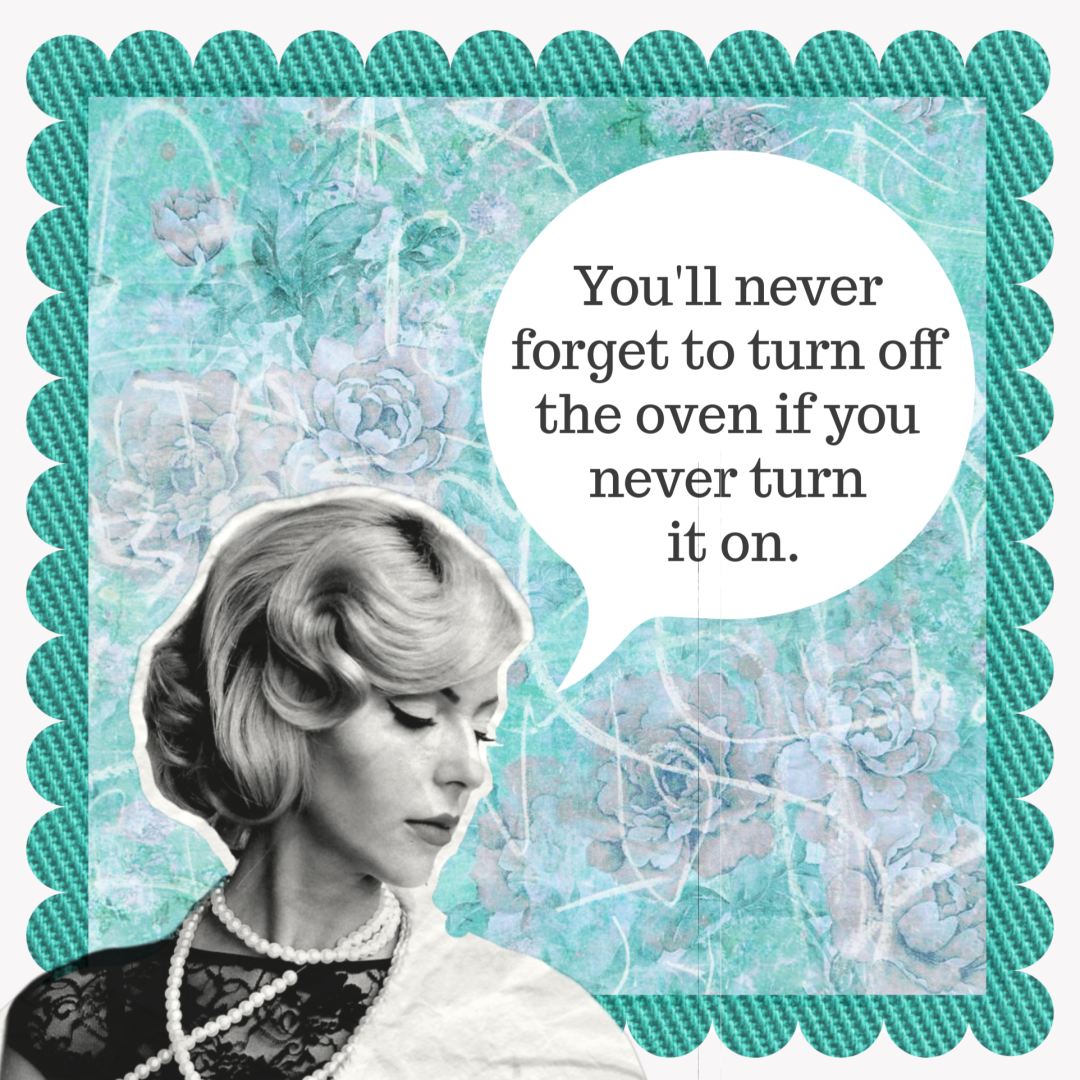 You'll never
forget to turn off
the oven if you
never turn
it on.